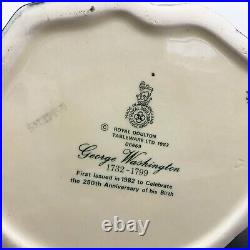 ©
ROYAL DOULTON
TABLEWARE LTD 1982
D6669
George Washington
1732-1799
First issued in 1982 to Celebrate
the 250th Anniversary of his Birth